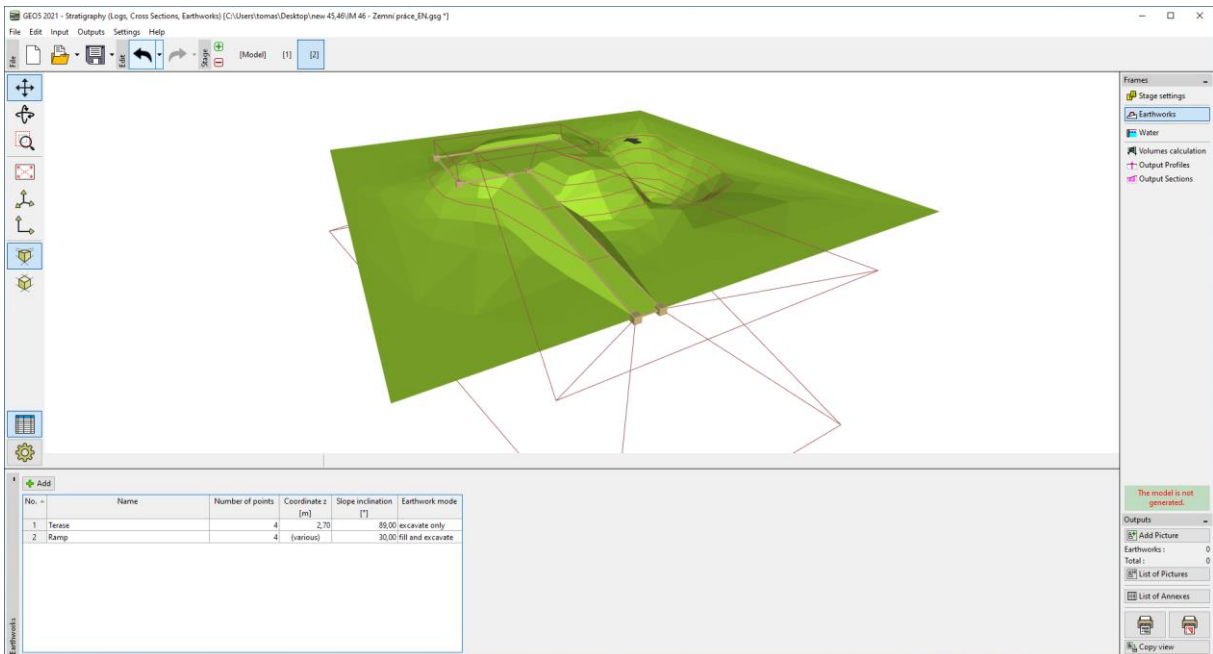 GEO5 2021 - Stratigraphy (Logs, Cross Sections, Earthworks) [C:\Users\tomas\Desktop\new 45,46\IM 46 - Zemní práce_EN.gsg *]
File Edit Input Outputs Settings Help
File
Edit
Stage
[Model] [1] [2]
Frames
Stage settings
Earthworks
Water
Volumes calculation
Output Profiles
Output Sections
Add
No. Name Number of points Coordinate z Slope inclination Earthwork mode
[m] [°]
1 Terase 4 2,70 89,00 excavate only
2 Ramp 4 (various) 30,00 fill and excavate
Earthworks
The model is not
generated.
Outputs
Add Picture
Earthworks : 0
Total : 0
List of Pictures
List of Annexes
Copy view